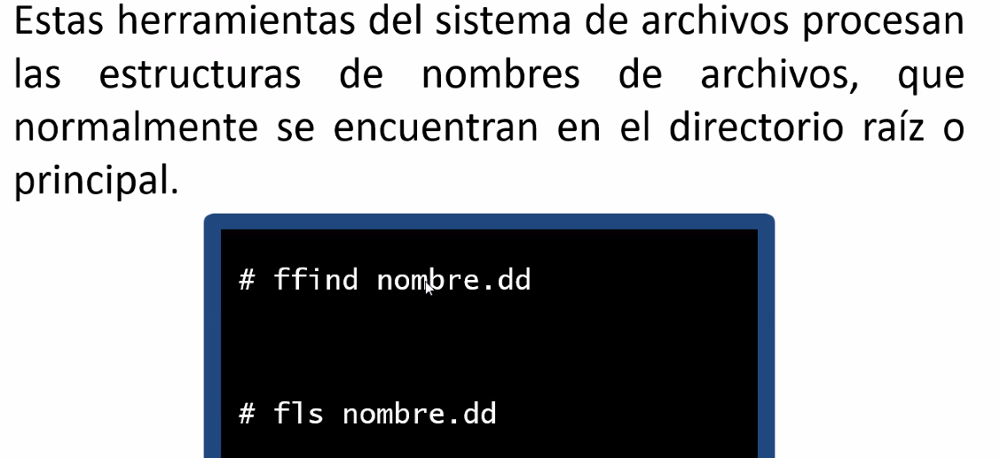 Estas herramientas del sistema de archivos procesan
las estructuras de nombres de archivos, que
normalmente se encuentran en el directorio raíz o
principal.
# ffind nombre.dd
# fls nombre.dd